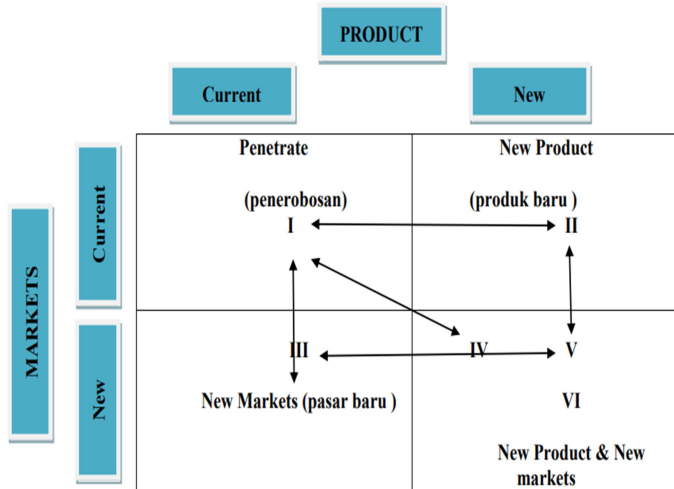 PRODUCT
Current
New
MARKETS
Current
New
Penetrate
(penerobosan)
I
New Product
(produk baru )
II
III
New Markets (pasar baru )
IV
V
VI
New Product & New
markets